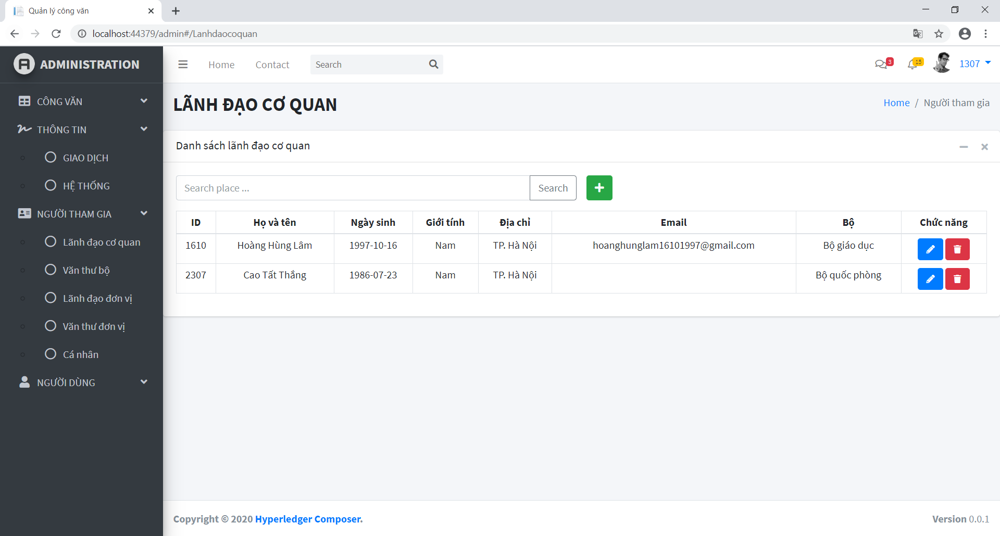 Quản lý công văn
localhost:44379/admin#/Lanhdaocoquan
ADMINISTRATION
Home
Contact
Search
3
15
1307
CÔNG VĂN
THÔNG TIN
GIAO DỊCH
HỆ THỐNG
NGƯỜI THAM GIA
Lãnh đạo cơ quan
Văn thư bộ
Lãnh đạo đơn vị
Văn thư đơn vị
Cá nhân
NGƯỜI DÙNG
LÃNH ĐẠO CƠ QUAN
Home / Người tham gia
Danh sách lãnh đạo cơ quan
Search place ...
Search
ID Họ và tên Ngày sinh Giới tính Địa chỉ Email Bộ Chức năng
1610 Hoàng Hùng Lâm 1997-10-16 Nam TP. Hà Nội hoanghunglam16101997@gmail.com Bộ giáo dục
2307 Cao Tất Thắng 1986-07-23 Nam TP. Hà Nội Bộ quốc phòng
Copyright © 2020 Hyperledger Composer.
Version 0.0.1